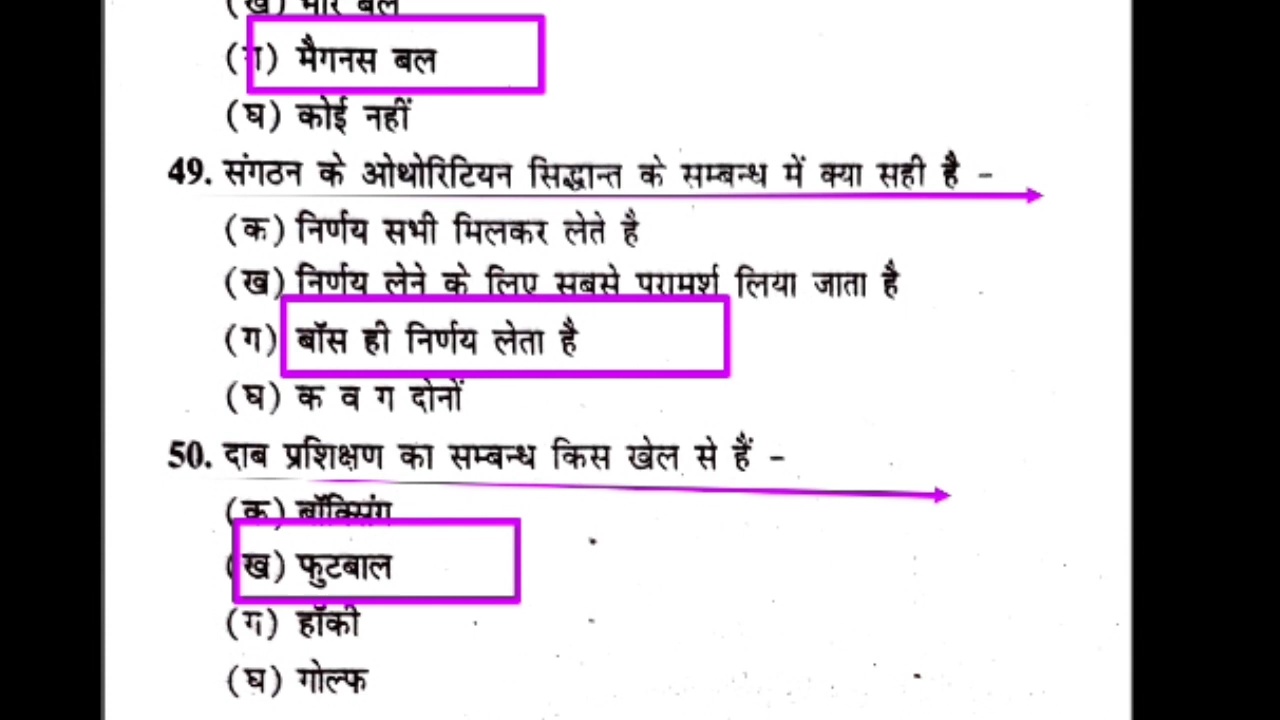 (ख) भार बल
(ग) मैगनस बल
(घ) कोई नहीं
49. संगठन के ओथोरिटियन सिद्धान्त के सम्बन्ध में क्या सही है -
(क) निर्णय सभी मिलकर लेते है
(ख) निर्णय लेने के लिए सबसे परामर्श लिया जाता है
(ग) बॉस ही निर्णय लेता है
(घ) क व ग दोनों
50. दाब प्रशिक्षण का सम्बन्ध किस खेल से हैं -
(क) बॉक्सिंग
(ख) फुटबाल
(ग) हॉकी
(घ) गोल्फ